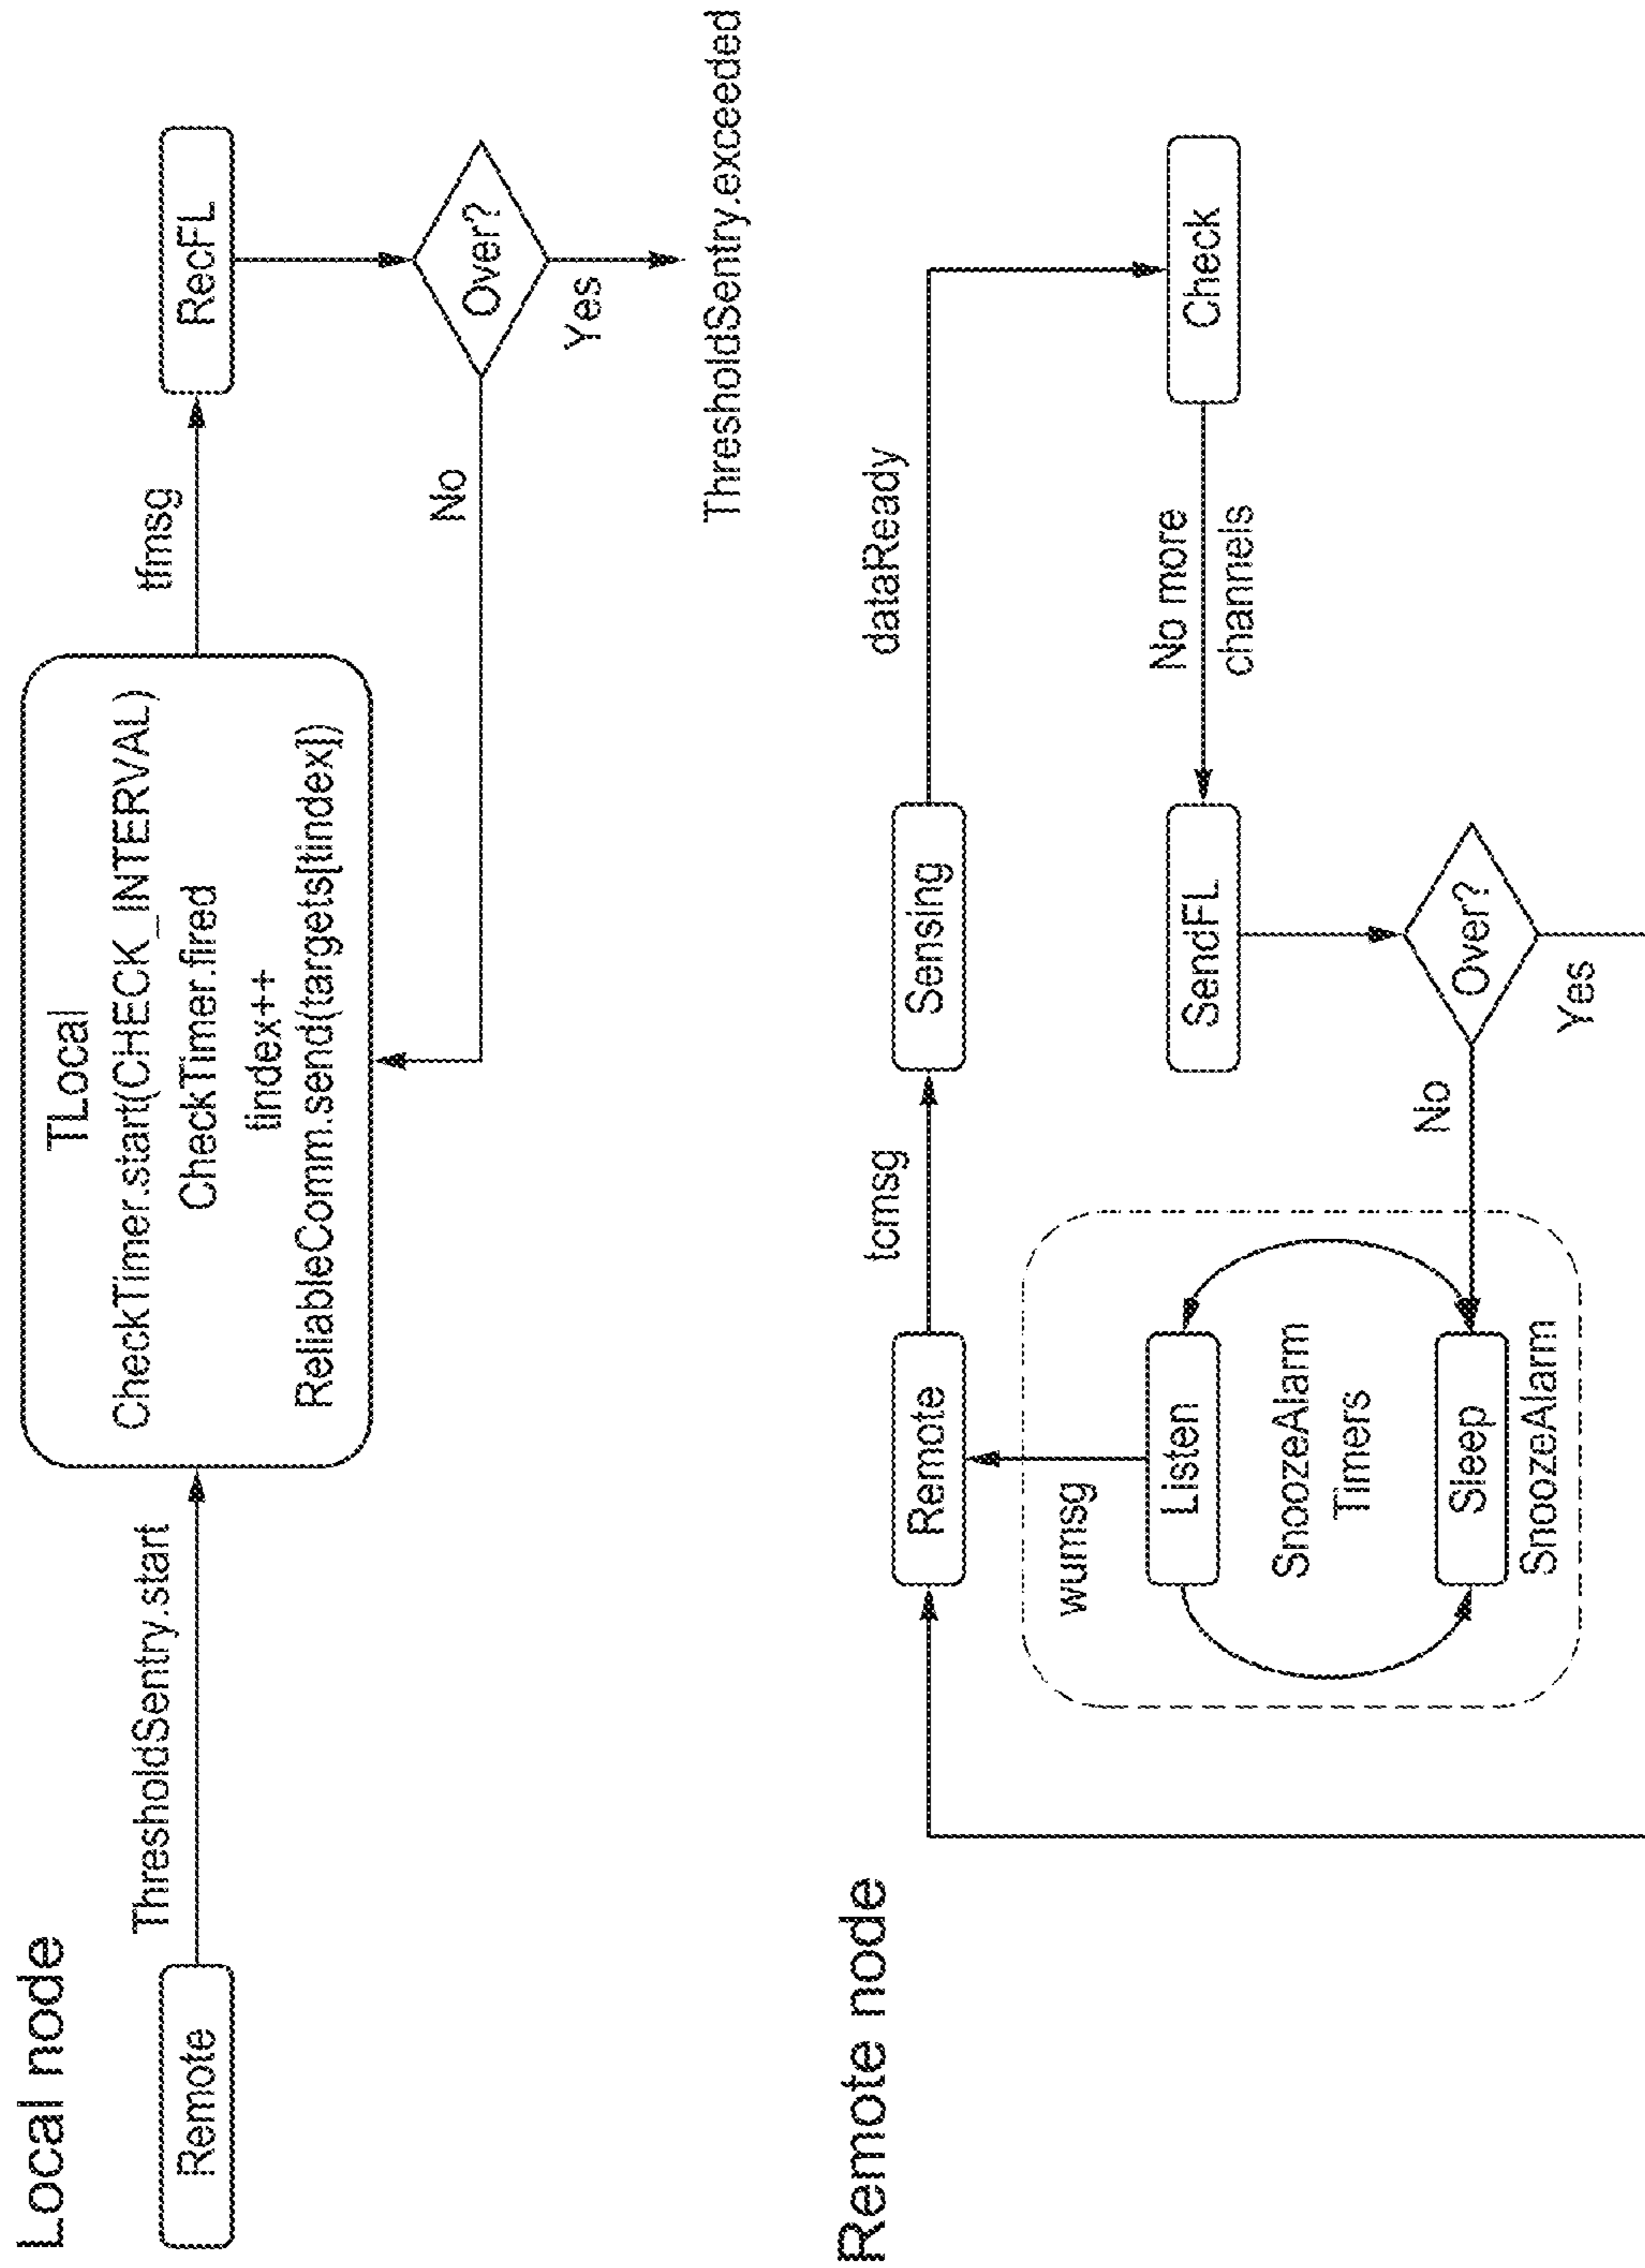 Local node
Remote
ThresholdSentry.start
TLocal
CheckTimer.start(CHECK_INTERVAL)
CheckTimer.fired
tindex++
ReliableComm.send(targets[tindex])
tfmsg
RecFL
Over?
No
Yes
ThresholdSentry.exceeded
Remote node
Remote
tcmsg
Sensing
dataReady
Check
No more
channels
SendFL
Over?
No
Yes
wumsg
Listen
SnoozeAlarm
Timers
Sleep
SnoozeAlarm